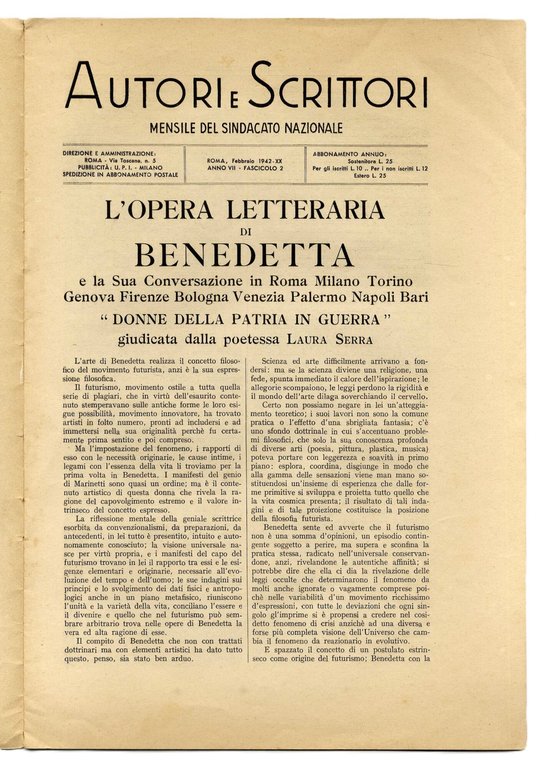 AUTORI E SCRITTORI
MENSILE DEL SINDACATO NAZIONALE
DIREZIONE E AMMINISTRAZIONE:
ROMA - Via Toscana, n. 5
PUBBLICITÀ: U. P. I. - MILANO
SPEDIZIONE IN ABBONAMENTO POSTALE
ROMA, Febbraio 1942-XX
ANNO VII - FASCICOLO 2
ABBONAMENTO ANNUO:
Sostenitore L. 25
Per gli iscritti L. 10 .. Per i non iscritti L. 12
Estero L. 25
L'OPERA LETTERARIA
DI
BENEDETTA
e la Sua Conversazione in Roma Milano Torino
Genova Firenze Bologna Venezia Palermo Napoli Bari
“ DONNE DELLA PATRIA IN GUERRA ”
giudicata dalla poetessa LAURA SERRA
L'arte di Benedetta realizza il concetto filoso-
fico del movimento futurista, anzi è la sua espres-
sione filosofica.
Il futurismo, movimento ostile a tutta quella
serie di plagiari, che in virtù dell'esaurito conte-
nuto stemperavano sulle antiche forme le loro esi-
gue possibilità, movimento innovatore, ha trovato
artisti in folto numero, pronti ad includersi e ad
immettersi nella sua originalità perchè fu certa-
mente prima sentito e poi compreso.
Ma l'impostazione del fenomeno, i rapporti di
esso con le necessità originarie, le cause intime, i
legami con l'essenza della vita li troviamo per la
prima volta in Benedetta. I manifesti del genio
di Marinetti sono quasi un ordine; ma è il conte-
nuto artistico di questa donna che rivela la ra-
gione del capovolgimento estremo e il valore in-
trinseco del concetto espresso.
La riflessione mentale della geniale scrittrice
esorbita da convenzionalismi, da preparazioni, da
antecedenti, in lei tutto è presentito, intuito e auto-
nomamente conosciuto; la visione universale na-
sce per virtù propria, e i manifesti del capo del
futurismo trovano in lei il rapporto tra essi e le esi-
genze elementari e originarie, necessarie all'evo-
luzione del tempo e dell'uomo; le sue indagini sui
principi e lo svolgimento dei dati fisici e antropo-
logici anche in un piano metafisico, riuniscono
l'unità e la varietà della vita, conciliano l'essere e
il divenire e quello che nel futurismo può sem-
brare arbitrario trova nelle opere di Benedetta la
vera ed alta ragione di esse.
Il compito di Benedetta che non con trattati
dottrinari ma con elementi artistici ha dato tutto
questo, penso, sia stato ben arduo.
Scienza ed arte difficilmente arrivano a fon-
dersi: ma se la scienza diviene una religione, una
fede, spunta immediato il calore dell'ispirazione; le
allegorie scompaiono, le leggi perdono la rigidità e
il mondo dell'arte dilaga soverchiando il cervello.
Certo non possiamo negare in lei un'atteggia-
mento teoretico; i suoi lavori non sono la comune
pratica o l'effetto d'una sbrigliata fantasia; c'è
uno sfondo dottrinale in cui s'accentuano proble-
mi filosofici, che solo la sua conoscenza profonda
di diverse arti (poesia, pittura, plastica, musica)
poteva portare con leggerezza e soavità in primo
piano: esplora, coordina, disgiunge in modo che
alla gamma delle sensazioni viene man mano so-
stituendosi un'insieme di esperienza che dalle for-
me primitive si sviluppa e proietta tutto quello che
la vita cosmica presenta; il risultato di tali inda-
gini e di tale proiezione costituisce la posizione
della filosofia futurista.
Benedetta sente ed avverte che il futurismo
non è una somma d'opinioni, un episodio contin-
gente soggetto a perire, ma supera e sconfina la
pratica stessa, radicato nell'universale conservan-
done, anzi, rivelandone le autentiche affinità; si
potrebbe dire che ella ci dia la rivelazione delle
leggi occulte che determinarono il fenomeno da
molti anche ignorate o vagamente comprese poi-
chè nelle variabilità d'un movimento ricchissimo
d'espressioni, con tutte le deviazioni che ogni sin-
golo gl'imprime si è propensi a credere nel cosi-
detto fenomeno di crisi anzichè ad una diversa e
forse più completa visione dell'Universo che cam-
bia il fenomeno da reazionario in evolutivo.
E spazzato il concetto di un postulato estrin-
seco come origine del futurismo; Benedetta con la